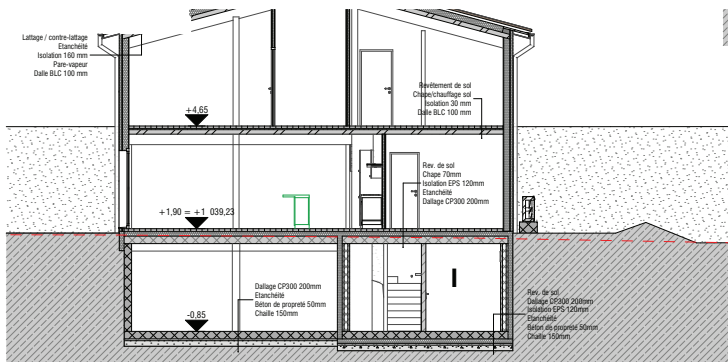 Lattage / contre-lattage
Etanchéité
Isolation 160 mm
Pare-vapeur
Dalle BLC 100 mm
Revêtement de sol
Chape/chauffage sol
Isolation 30 mm
Dalle BLC 100 mm
+4,65
Rev. de sol
Chape 70mm
Isolation EPS 120mm
Etanchéité
Dallage CP300 200mm
+1,90 = +1 039,23
Dallage CP300 200mm
Etanchéité
Béton de propreté 50mm
Chaille 150mm
-0,85
Rev. de sol
Dallage CP300 200mm
Isolation EPS 120mm
Etanchéité
Béton de propreté 50mm
Chaille 150mm